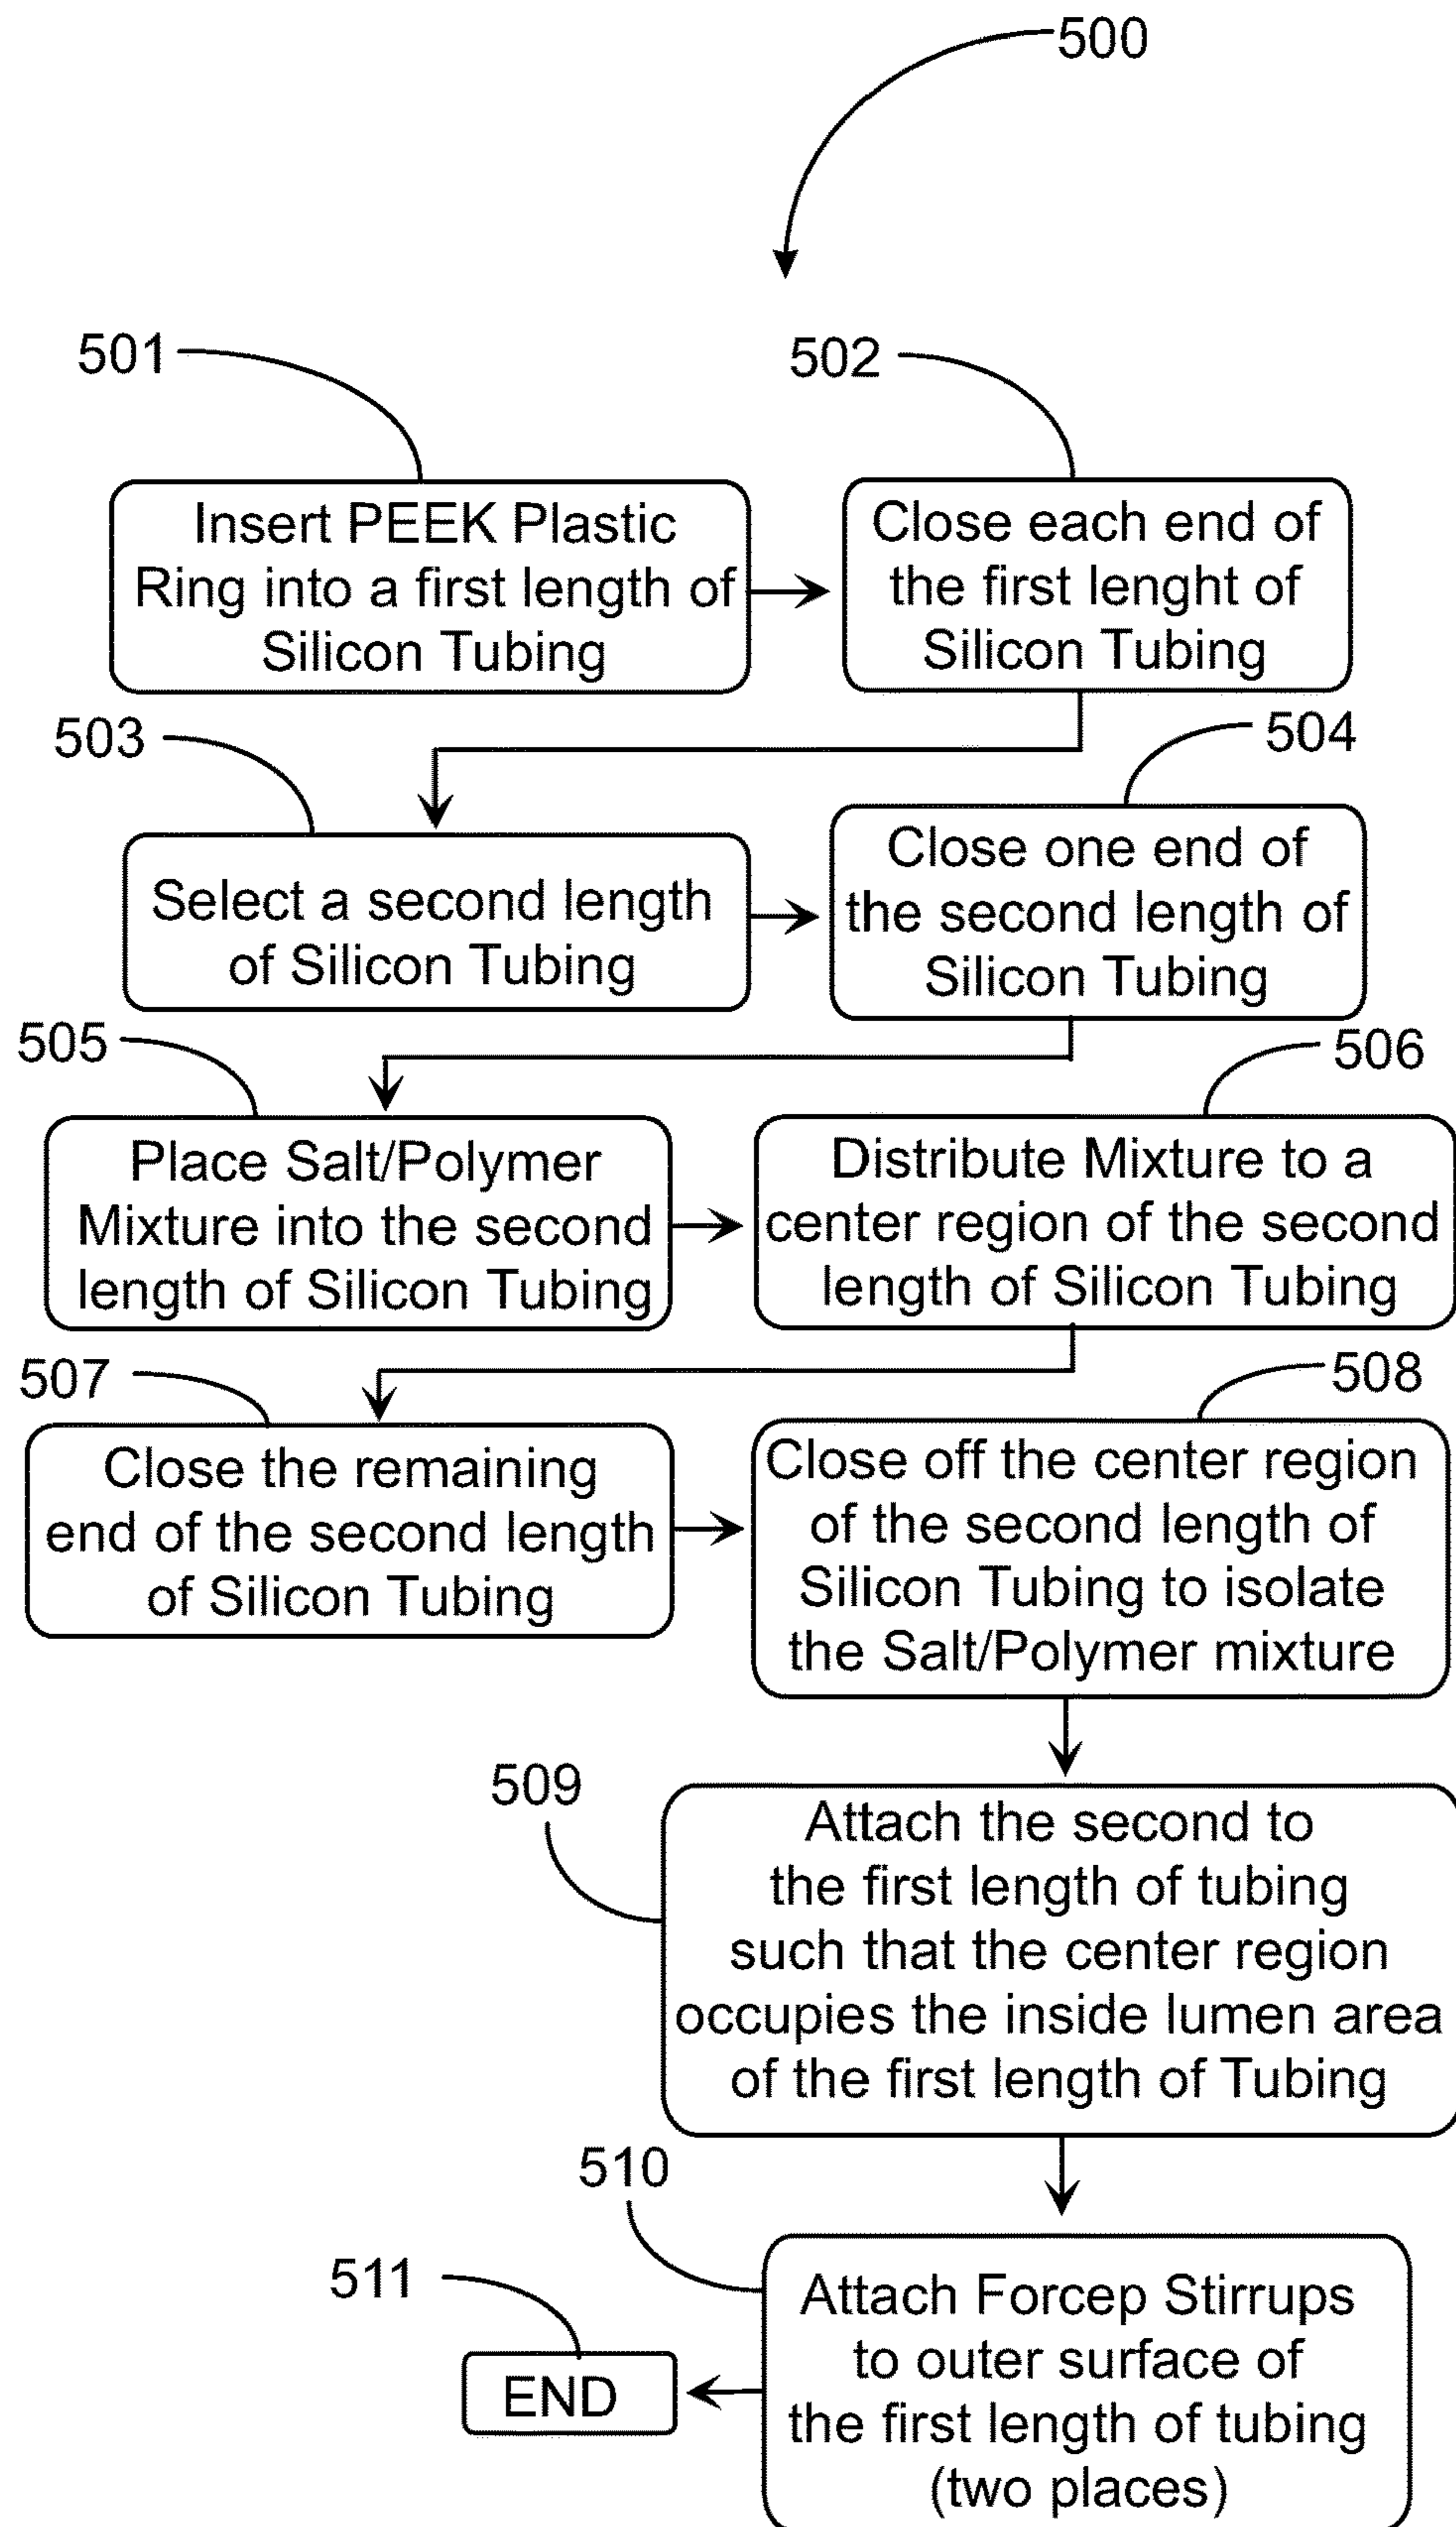 500
501
Insert PEEK Plastic
Ring into a first length of
Silicon Tubing
502
Close each end of
the first lenght of
Silicon Tubing
503
Select a second length
of Silicon Tubing
504
Close one end of
the second length of
Silicon Tubing
505
Place Salt/Polymer
Mixture into the second
length of Silicon Tubing
506
Distribute Mixture to a
center region of the second
length of Silicon Tubing
507
Close the remaining
end of the second length
of Silicon Tubing
508
Close off the center region
of the second length of
Silicon Tubing to isolate
the Salt/Polymer mixture
509
Attach the second to
the first length of tubing
such that the center region
occupies the inside lumen area
of the first length of Tubing
510
Attach Forcep Stirrups
to outer surface of
the first length of tubing
(two places)
511
END